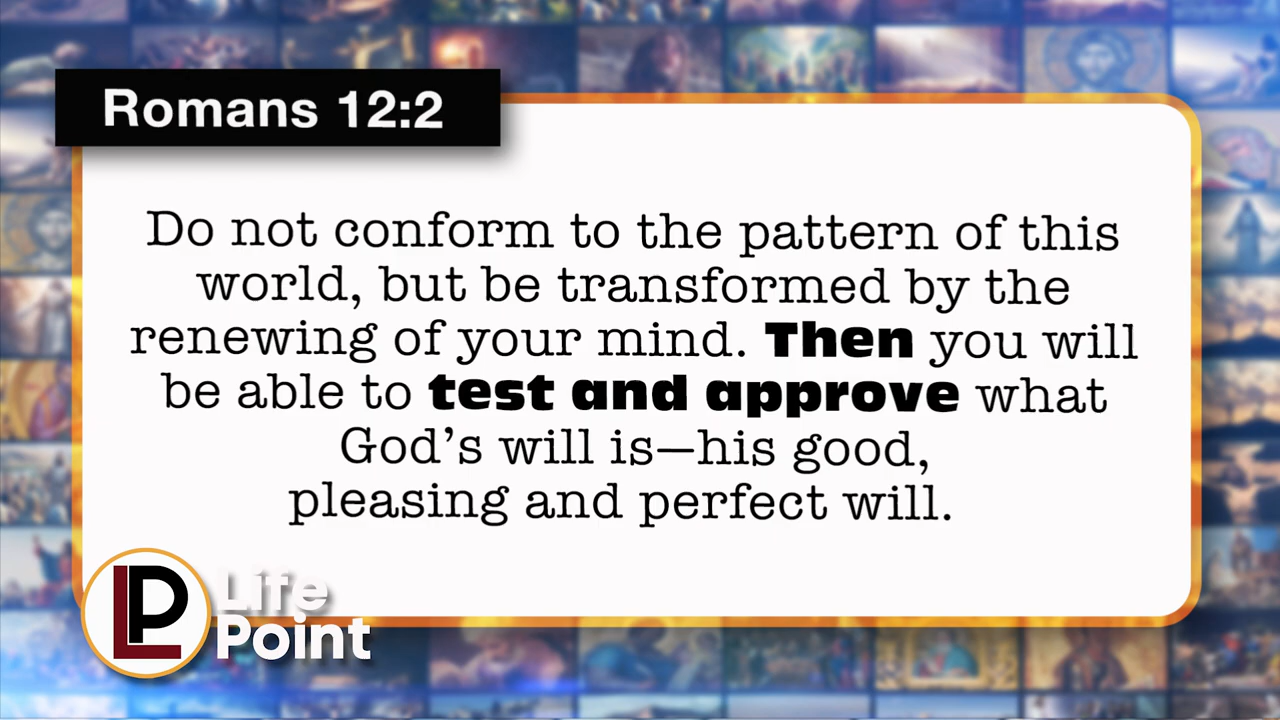 Romans 12:2
Do not conform to the pattern of this
world, but be transformed by the
renewing of your mind. Then you will
be able to test and approve what
God’s will is—his good,
pleasing and perfect will.
LP
Life
Point